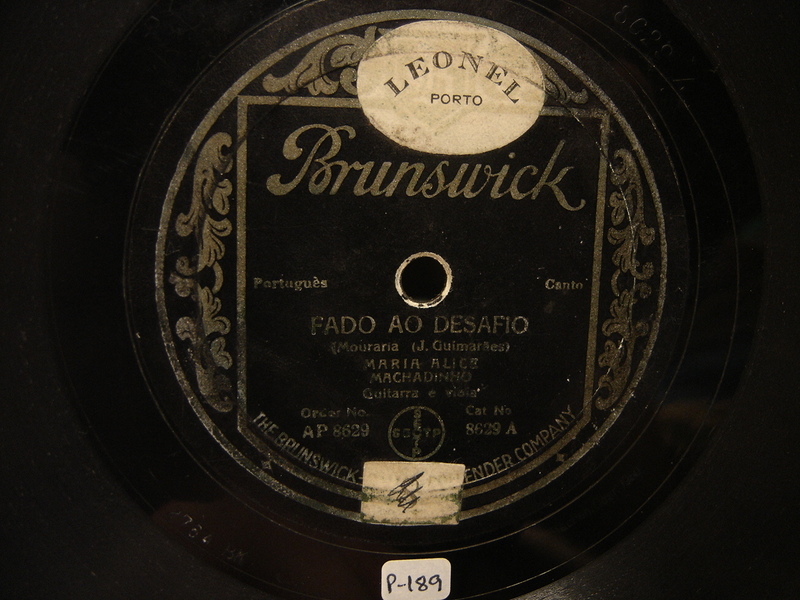 LEONEL
PORTO
Brunswick
Português Canto
FADO AO DESAFIO
(Mouraria (J. Guimarães)
MARIA ALICE
MACHADINHO
Guitarra e viola
Order No. Cat No
AP 8629 8629 A
THE BRUNSWICK- LENDER COMPANY
P-189